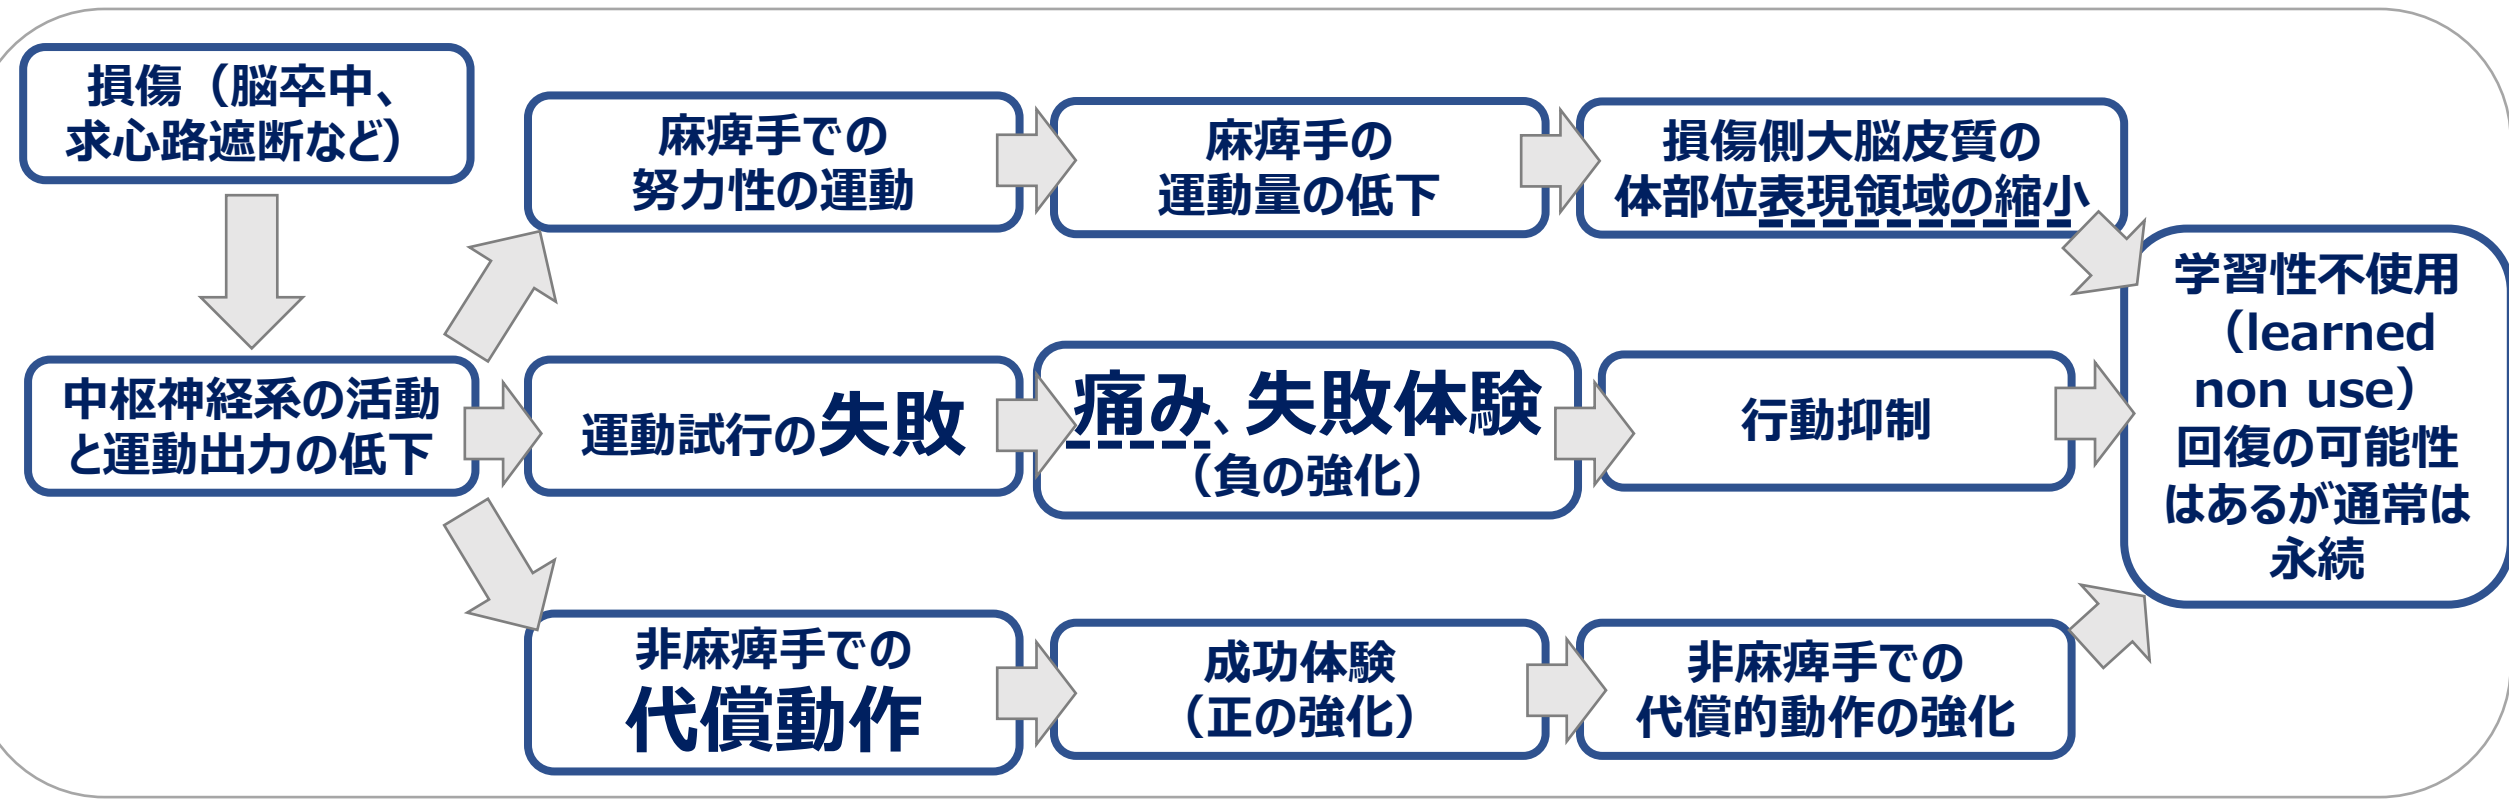 損傷（脳卒中、
求心路遮断など）
中枢神経系の活動
と運動出力の低下
麻痺手での
努力性の運動
麻痺手の
運動量の低下
損傷側大脳皮質の
体部位表現領域の縮小
運動試行の失敗
痛み、失敗体験
（負の強化）
行動抑制
非麻痺手での
代償動作
成功体験
（正の強化）
非麻痺手での
代償的動作の強化
学習性不使用
（learned
non use）
回復の可能性
はあるが通常は
永続